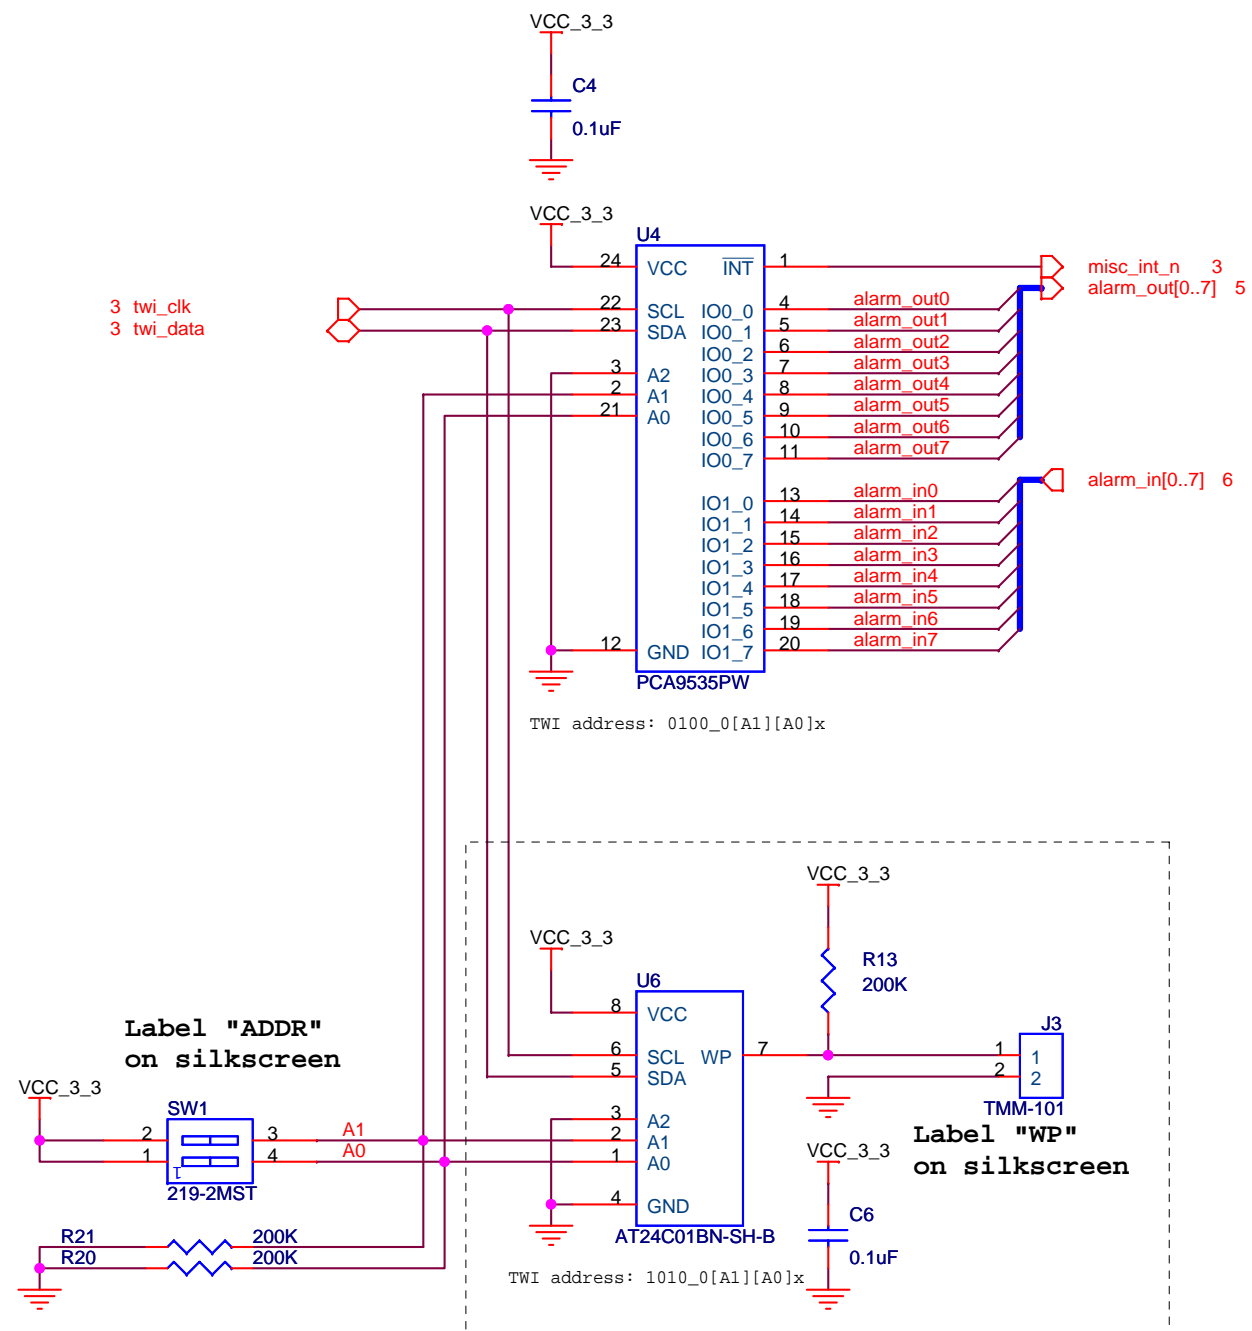 VCC_3_3
C4
0.1uF
VCC_3_3
U4
24 VCC INT 1 misc_int_n 3
alarm_out[0..7] 5
3 twi_clk 22 SCL IO0_0 4 alarm_out0
3 twi_data 23 SDA IO0_1 5 alarm_out1
IO0_2 6 alarm_out2
3 A2 IO0_3 7 alarm_out3
2 A1 IO0_4 8 alarm_out4
21 A0 IO0_5 9 alarm_out5
IO0_6 10 alarm_out6
IO0_7 11 alarm_out7
alarm_in[0..7] 6
IO1_0 13 alarm_in0
IO1_1 14 alarm_in1
IO1_2 15 alarm_in2
IO1_3 16 alarm_in3
IO1_4 17 alarm_in4
IO1_5 18 alarm_in5
IO1_6 19 alarm_in6
12 GND IO1_7 20 alarm_in7
PCA9535PW
TWI address: 0100_0[A1][A0]x
VCC_3_3
R13
200K
VCC_3_3
U6
8 VCC
6 SCL WP 7
5 SDA
3 A2
2 A1
1 A0
4 GND
AT24C01BN-SH-B
TWI address: 1010_0[A1][A0]x
J3
1 1
2 2
TMM-101
Label "WP"
on silkscreen
VCC_3_3
C6
0.1uF
Label "ADDR"
on silkscreen
VCC_3_3
SW1
2 3 A1
1 1 4 A0
219-2MST
R21 200K
R20 200K